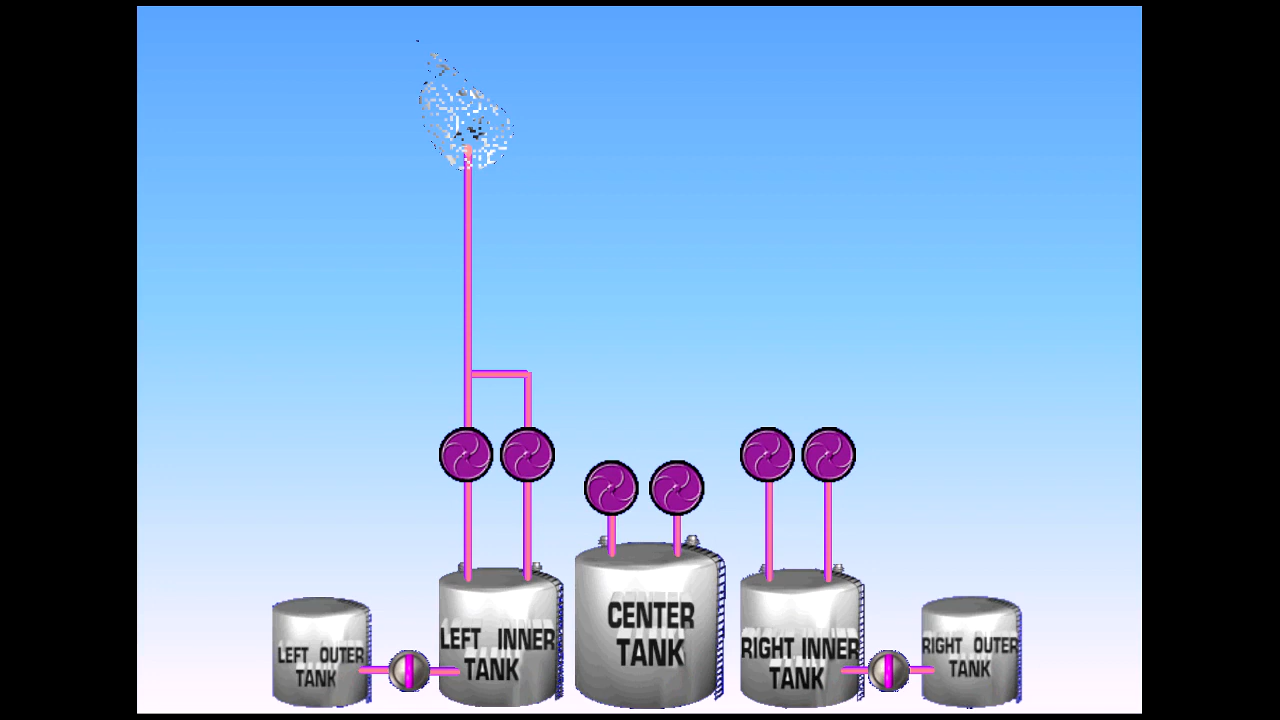 LEFT OUTER
TANK
LEFT INNER
TANK
CENTER
TANK
RIGHT INNER
TANK
RIGHT OUTER
TANK